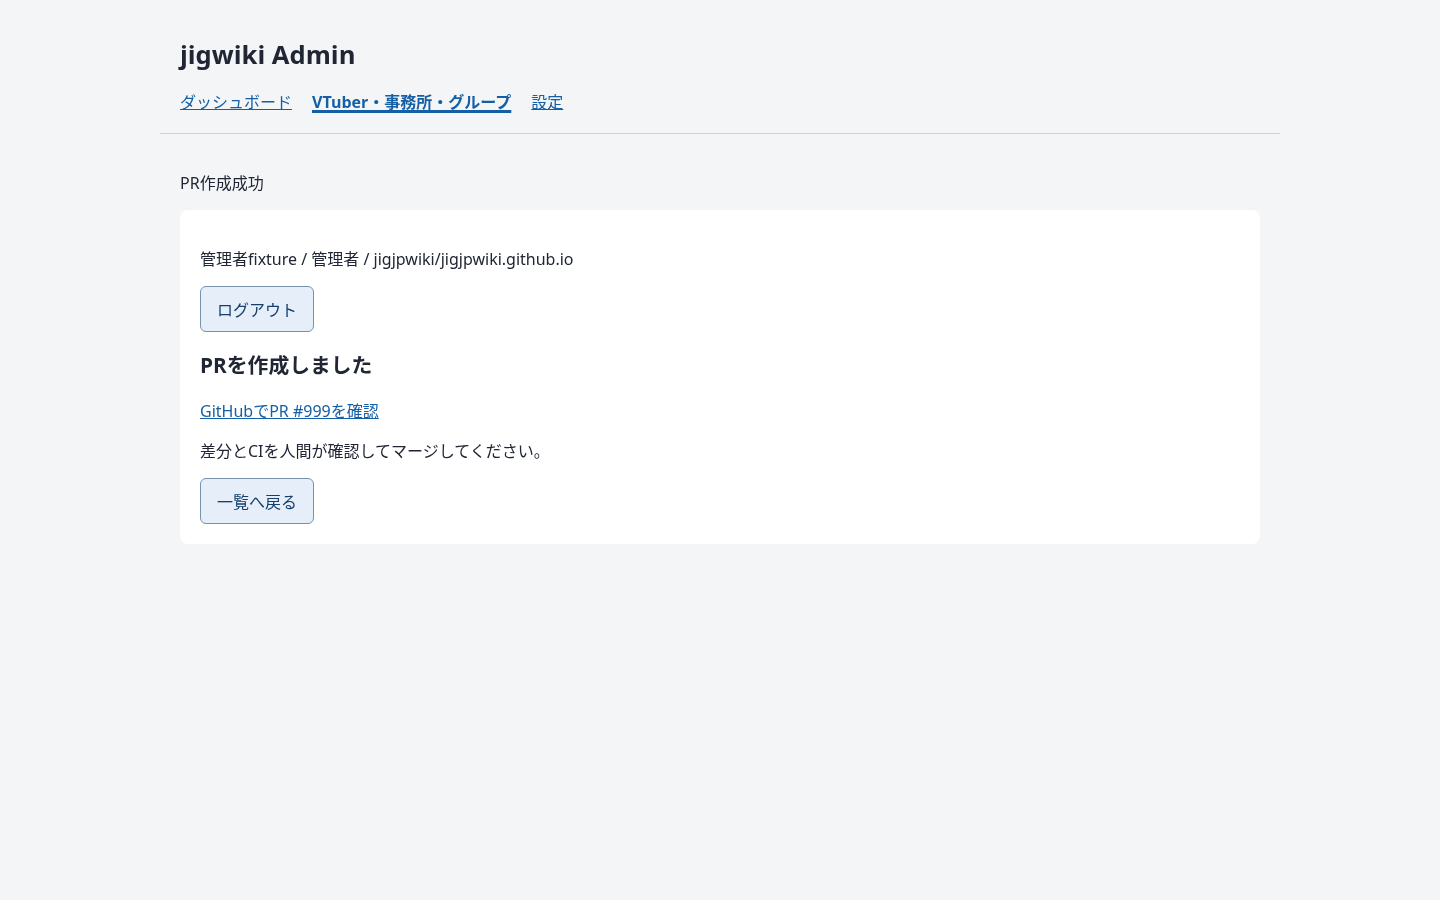 jigwiki Admin
ダッシュボード VTuber・事務所・グループ 設定
PR作成成功
管理者fixture / 管理者 / jigjpwiki/jigjpwiki.github.io
ログアウト
PRを作成しました
GitHubでPR #999を確認
差分とCIを人間が確認してマージしてください。
一覧へ戻る